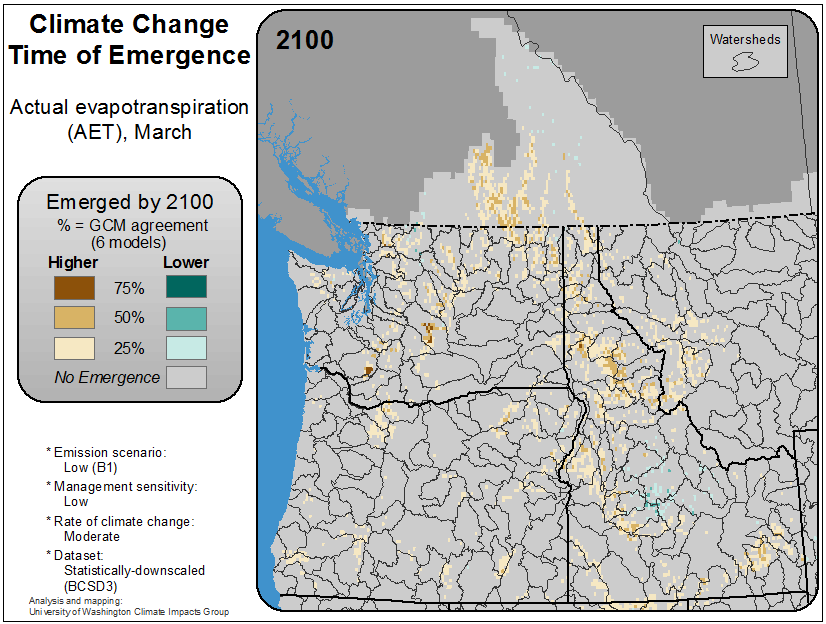 Climate Change
Time of Emergence
Actual evapotranspiration
(AET), March
Emerged by 2100
% = GCM agreement
(6 models)
Higher Lower
75%
50%
25%
No Emergence
* Emission scenario:
Low (B1)
* Management sensitivity:
Low
* Rate of climate change:
Moderate
* Dataset:
Statistically-downscaled
(BCSD3)
Analysis and mapping:
University of Washington Climate Impacts Group
2100
Watersheds